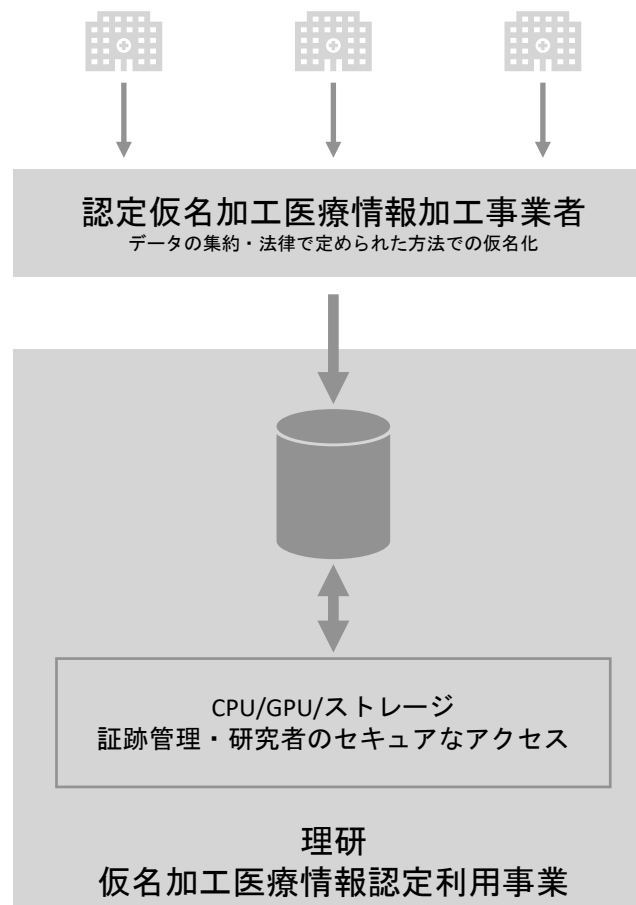 認定仮名加工医療情報加工事業者
データの集約・法律で定められた方法での仮名化
CPU/GPU/ストレージ
証跡管理・研究者のセキュアなアクセス
理研
仮名加工医療情報認定利用事業